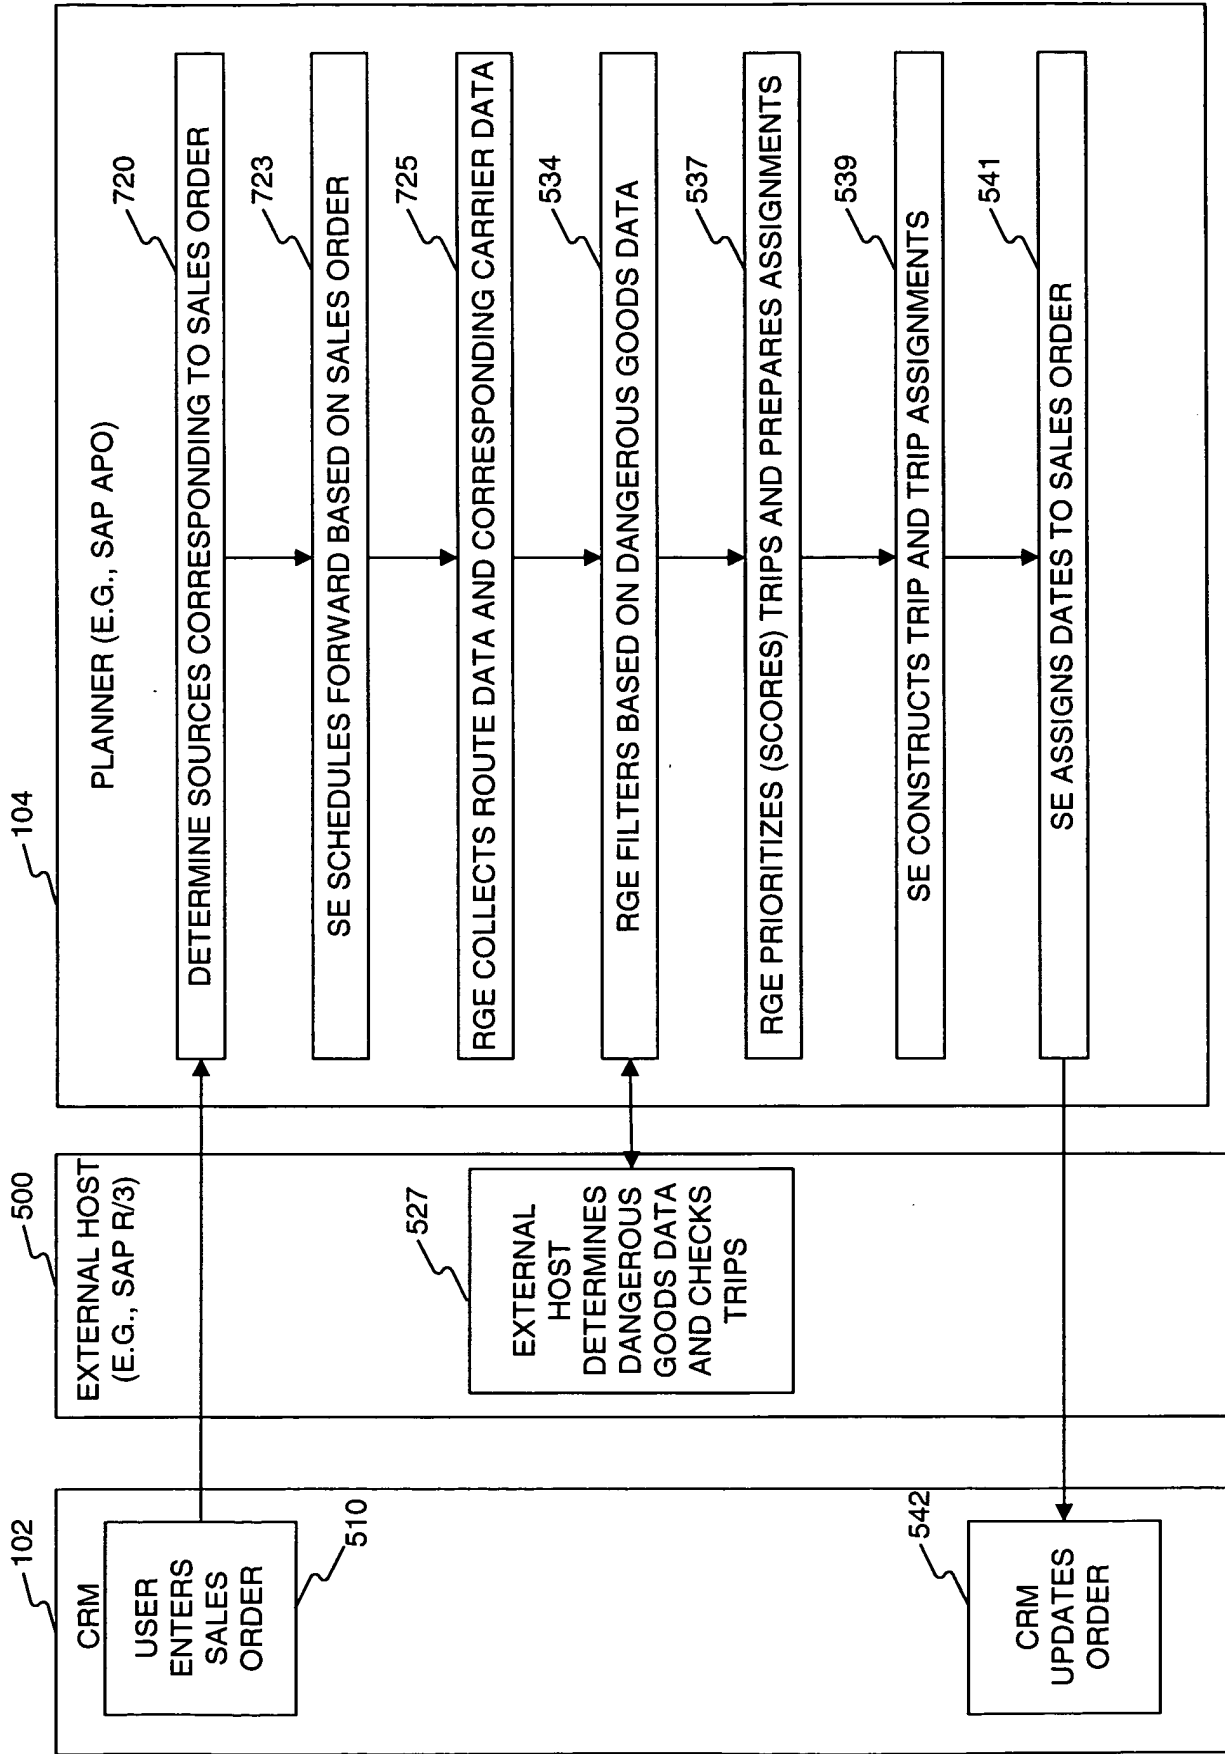 102
CRM
USER
ENTERS
SALES
ORDER
510
542
CRM
UPDATES
ORDER
500
EXTERNAL HOST
(E.G., SAP R/3)
527
EXTERNAL
HOST
DETERMINES
DANGEROUS
GOODS DATA
AND CHECKS
TRIPS
104
PLANNER (E.G., SAP APO)
720
DETERMINE SOURCES CORRESPONDING TO SALES ORDER
723
SE SCHEDULES FORWARD BASED ON SALES ORDER
725
RGE COLLECTS ROUTE DATA AND CORRESPONDING CARRIER DATA
534
RGE FILTERS BASED ON DANGEROUS GOODS DATA
537
RGE PRIORITIZES (SCORES) TRIPS AND PREPARES ASSIGNMENTS
539
SE CONSTRUCTS TRIP AND TRIP ASSIGNMENTS
541
SE ASSIGNS DATES TO SALES ORDER